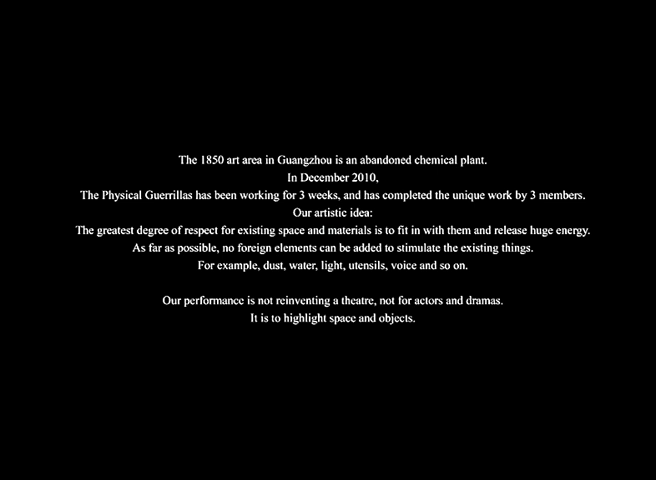 The 1850 art area in Guangzhou is an abandoned chemical plant.
In December 2010,
The Physical Guerrillas has been working for 3 weeks, and has completed the unique work by 3 members.
Our artistic idea:
The greatest degree of respect for existing space and materials is to fit in with them and release huge energy.
As far as possible, no foreign elements can be added to stimulate the existing things.
For example, dust, water, light, utensils, voice and so on.
Our performance is not reinventing a theatre, not for actors and dramas.
It is to highlight space and objects.